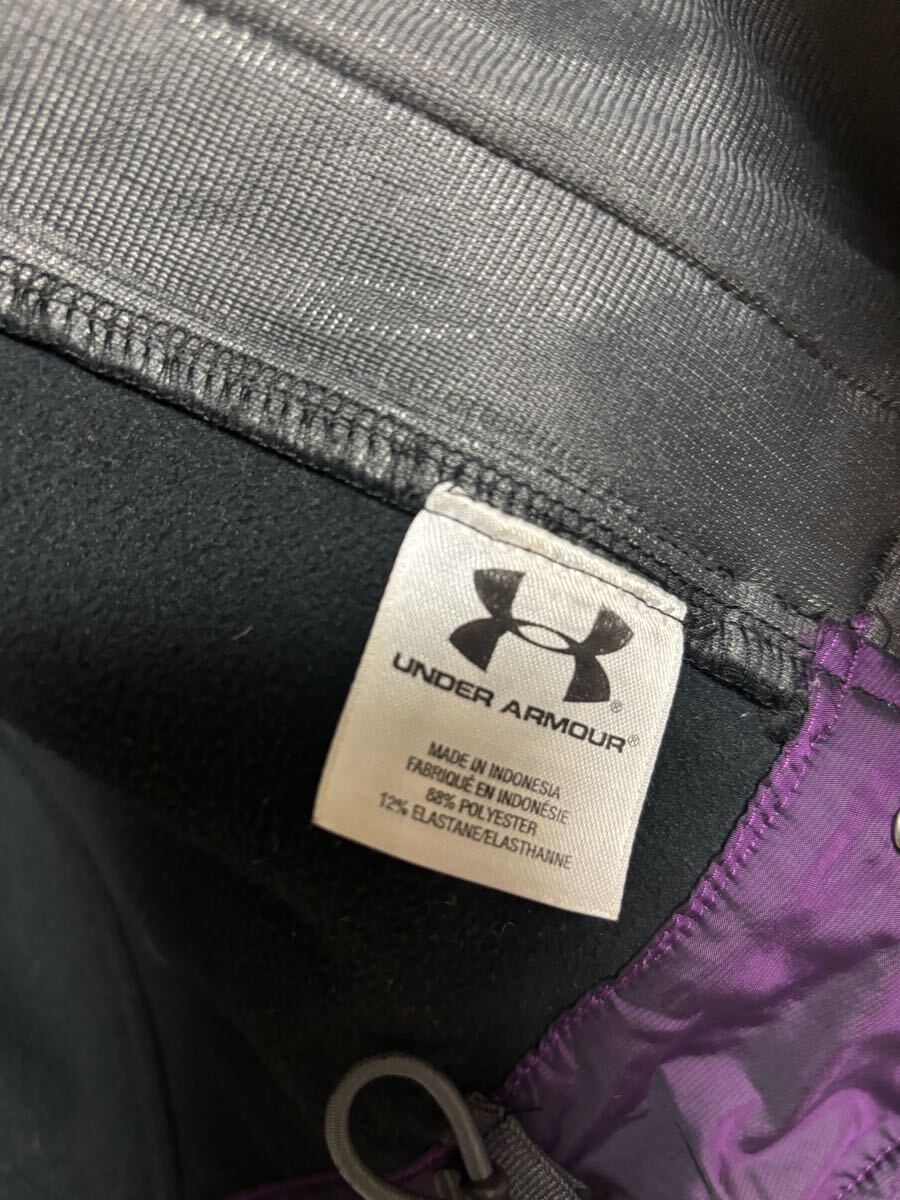 UNDER ARMOUR®
MADE IN INDONESIA
FABRIQUÉ EN INDONÉSIE
88% POLYESTER
12% ELASTANE/ELASTHANNE